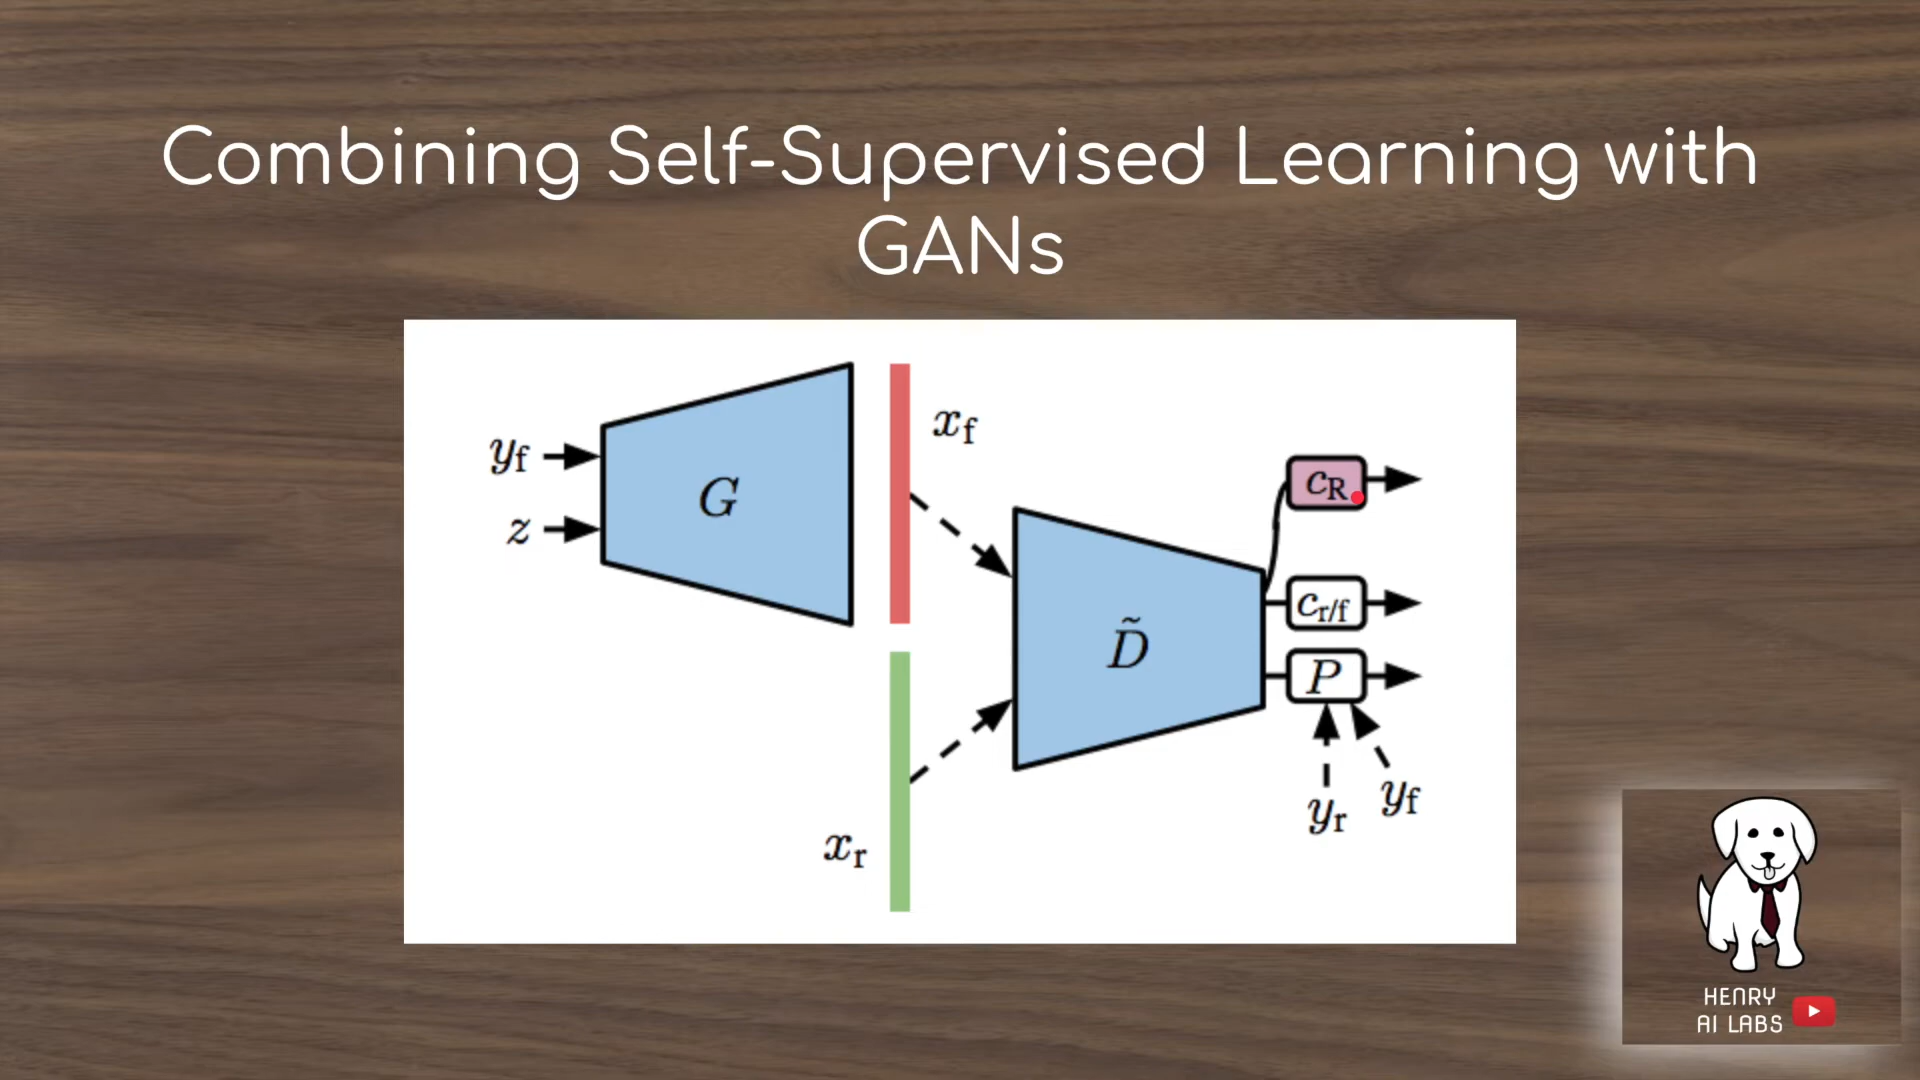 Combining Self-Supervised Learning with
GANs
y_f
z
G
x_f
x_r
D̃
c_R
c_r/f
P
y_r
y_f
HENRY
AI LABS